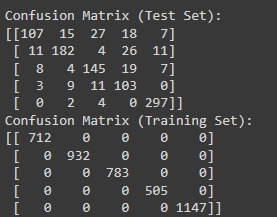 Confusion Matrix (Test Set):
[[107  15  27  18   7]
 [ 11 182   4  26  11]
 [  8   4 145  19   7]
 [  3   9  11 103   0]
 [  0   2   4   0 297]]
Confusion Matrix (Training Set):
[[ 712    0    0    0    0]
 [   0  932    0    0    0]
 [   0    0  783    0    0]
 [   0    0    0  505    0]
 [   0    0    0    0 1147]]